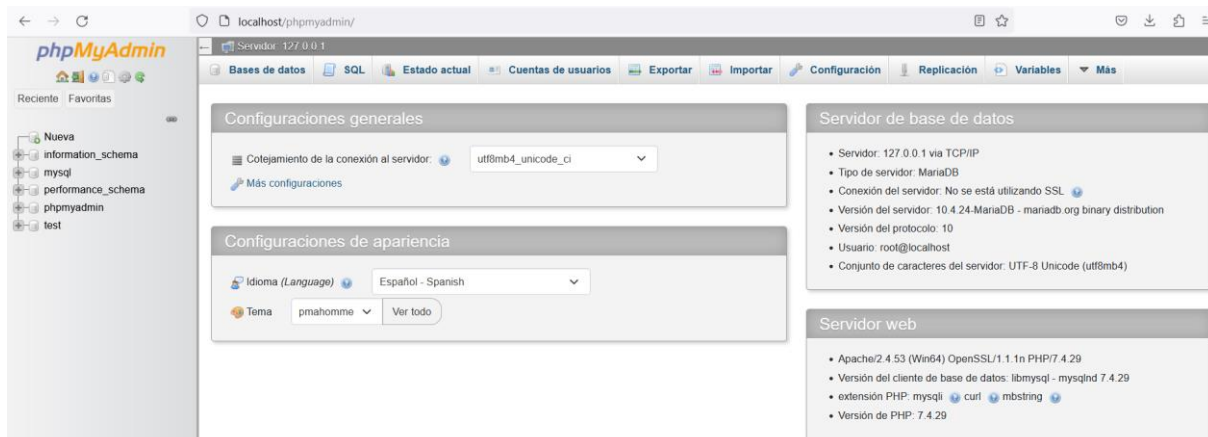 localhost/phpmyadmin/
phpMyAdmin
Reciente Favoritas
Nueva
information_schema
mysql
performance_schema
phpmyadmin
test
Servidor: 127.0.0.1
Bases de datos SQL Estado actual Cuentas de usuarios Exportar Importar Configuración Replicación Variables Más
Configuraciones generales
Cotejamiento de la conexión al servidor: utf8mb4_unicode_ci
Más configuraciones
Configuraciones de apariencia
Idioma (Language) Español - Spanish
Tema pmahomme Ver todo
Servidor de base de datos
• Servidor: 127.0.0.1 via TCP/IP
• Tipo de servidor: MariaDB
• Conexión del servidor: No se está utilizando SSL
• Versión del servidor: 10.4.24-MariaDB - mariadb.org binary distribution
• Versión del protocolo: 10
• Usuario: root@localhost
• Conjunto de caracteres del servidor: UTF-8 Unicode (utf8mb4)
Servidor web
• Apache/2.4.53 (Win64) OpenSSL/1.1.1n PHP/7.4.29
• Versión del cliente de base de datos: libmysql - mysqlnd 7.4.29
• extensión PHP: mysqli curl mbstring
• Versión de PHP: 7.4.29